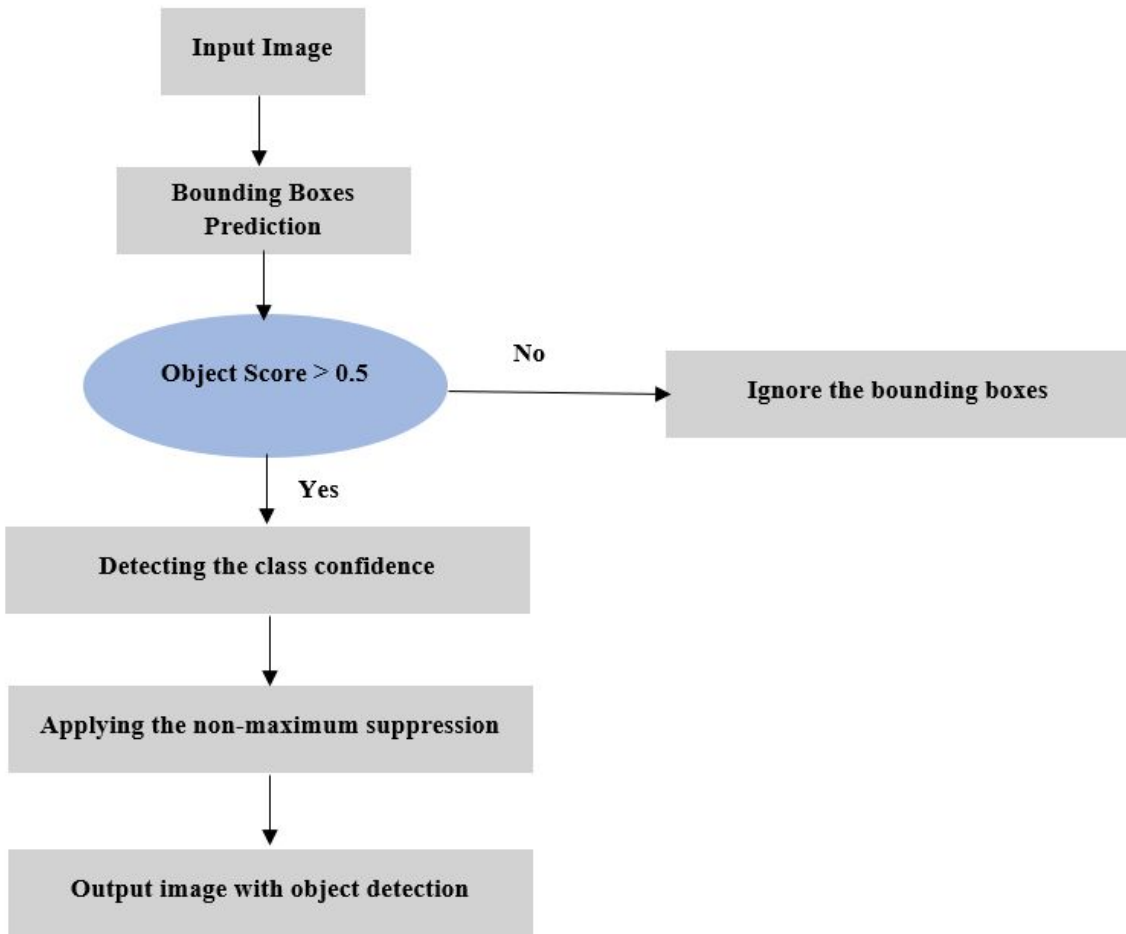 Input Image
Bounding Boxes
Prediction
Object Score > 0.5
No
Ignore the bounding boxes
Yes
Detecting the class confidence
Applying the non-maximum suppression
Output image with object detection